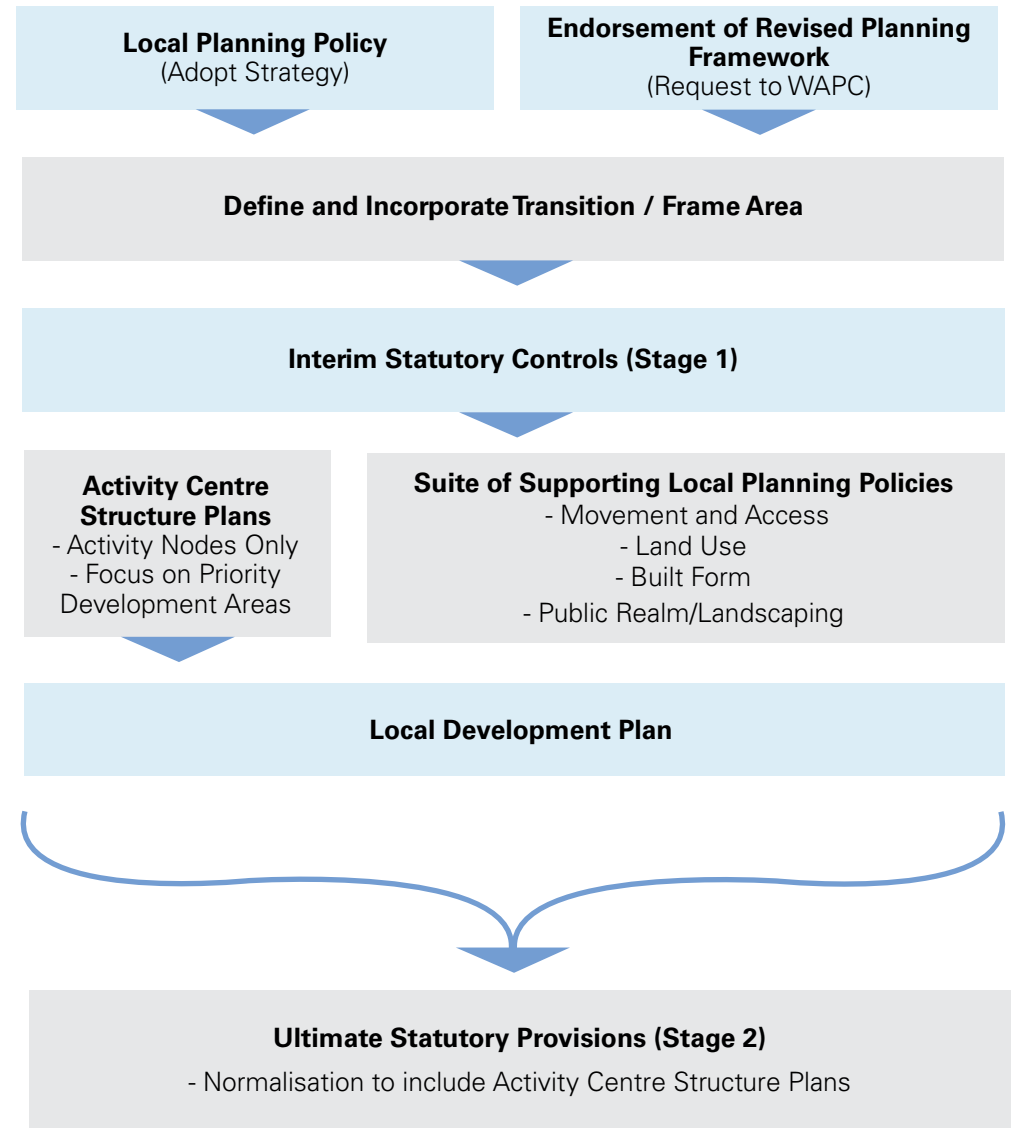 Local Planning Policy
(Adopt Strategy)
Endorsement of Revised Planning
Framework
(Request to WAPC)
Define and Incorporate Transition / Frame Area
Interim Statutory Controls (Stage 1)
Activity Centre
Structure Plans
- Activity Nodes Only
- Focus on Priority
Development Areas
Suite of Supporting Local Planning Policies
- Movement and Access
- Land Use
- Built Form
- Public Realm/Landscaping
Local Development Plan
Ultimate Statutory Provisions (Stage 2)
- Normalisation to include Activity Centre Structure Plans